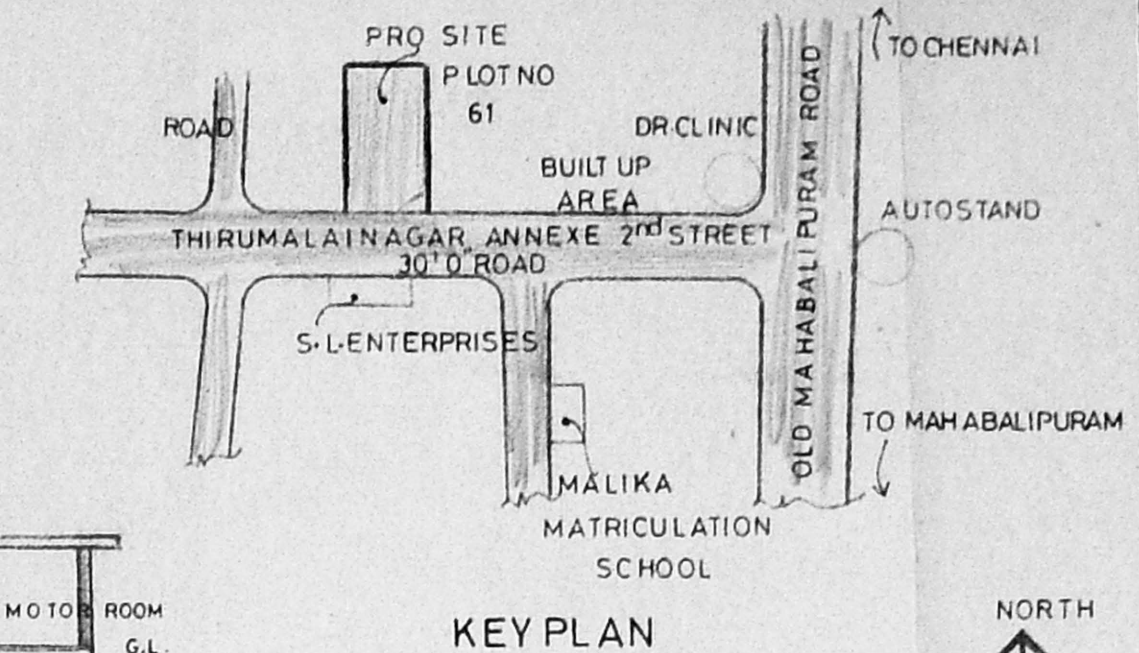 PRO SITE
PLOT NO
61
TO CHENNAI
ROAD
DR.CLINIC
BUILT UP
AREA
OLD MAHABALIPURAM ROAD
AUTOSTAND
THIRUMALAINAGAR ANNEXE 2nd STREET
30'0" ROAD
S.L.ENTERPRISES
TO MAHABALIPURAM
MALIKA
MATRICULATION
SCHOOL
MOTOR ROOM
G.L.
KEY PLAN
NORTH